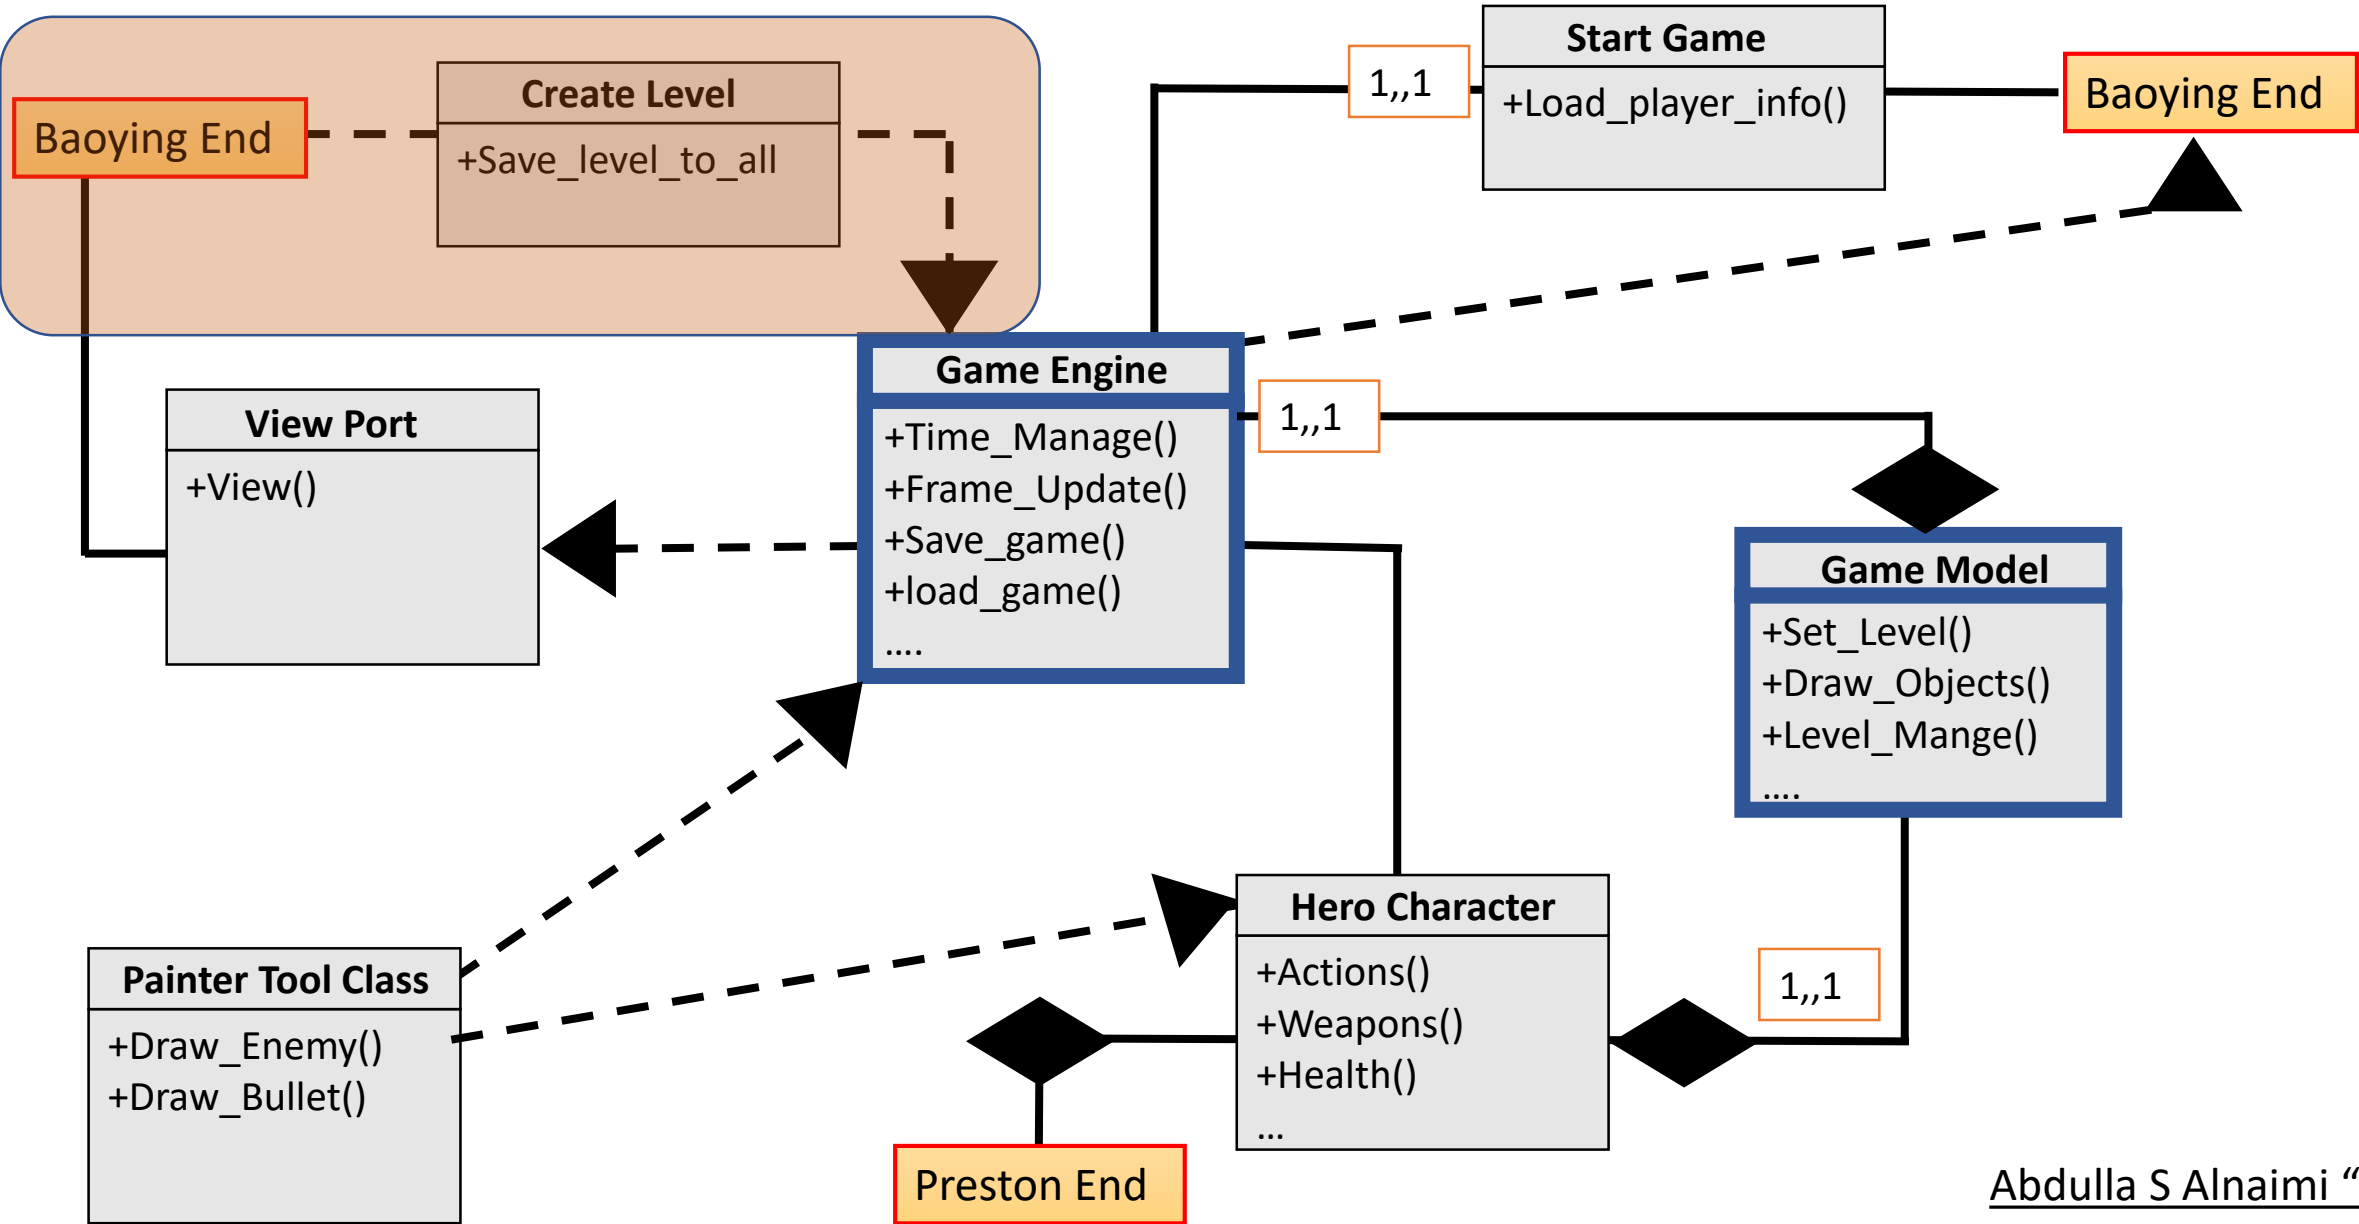 Baoying End
Create Level
+Save_level_to_all
1,,1
Start Game
+Load_player_info()
Baoying End
View Port
+View()
Game Engine
+Time_Manage()
+Frame_Update()
+Save_game()
+load_game()
....
1,,1
Game Model
+Set_Level()
+Draw_Objects()
+Level_Mange()
....
Painter Tool Class
+Draw_Enemy()
+Draw_Bullet()
Hero Character
+Actions()
+Weapons()
+Health()
...
1,,1
Preston End
Abdulla S Alnaimi “